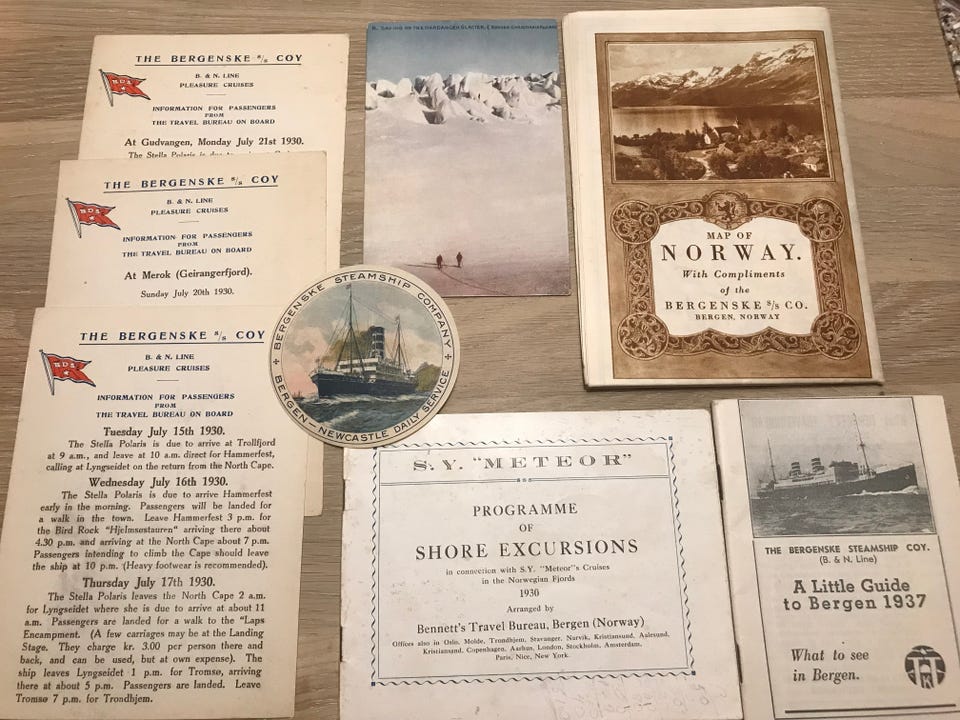 THE BERGENSKE S/S COY
B. & N. LINE
PLEASURE CRUISES
INFORMATION FOR PASSENGERS
FROM
THE TRAVEL BUREAU ON BOARD
At Gudvangen, Monday July 21st 1930.
The Stella Polaris is due to
BDS
THE BERGENSKE S/S COY
B. & N. LINE
PLEASURE CRUISES
INFORMATION FOR PASSENGERS
FROM
THE TRAVEL BUREAU ON BOARD
At Merok (Geirangerfjord).
Sunday July 20th 1930.
BDS
THE BERGENSKE S/S COY
B. & N. LINE
PLEASURE CRUISES
INFORMATION FOR PASSENGERS
FROM
THE TRAVEL BUREAU ON BOARD
BDS
Tuesday July 15th 1930.
The Stella Polaris is due to arrive at Trollfjord
at 9 a.m., and leave at 10 am. direct for Hammerfest,
calling at Lyngseidet on the return from the North Cape.
Wednesday July 16th 1930.
The Stella Polaris is due to arrive Hammerfest
early in the morning. Passengers will be landed for
a walk in the town. Leave Hammerfest 3 p.m. for
the Bird Rock "Hjelmsøstauren" arriving there about
4.30 p.m. and arriving at the North Cape about 7 p.m.
Passengers intending to climb the Cape should leave
the ship at 10 p.m. (Heavy footwear is recommended).
Thursday July 17th 1930.
The Stella Polaris leaves the North Cape 2 a.m.
for Lyngseidet where she is due to arrive at about 11
a.m. Passengers are landed for a walk to the "Laps
Encampment. (A few carriages may be at the Landing
Stage. They charge kr. 3.00 per person there and
back, and can be used, but at own expense). The
ship leaves Lyngseidet 1 p.m. for Tromsø, arriving
there at about 5 p.m. Passengers are landed. Leave
Tromsø 7 p.m. for Trondhjem.
BERGENSKE STEAMSHIP COMPANY
BERGEN – NEWCASTLE DAILY SERVICE
HARDANGER GLACIER,
MAP OF
NORWAY.
With Compliments
of the
BERGENSKE S/S CO.
BERGEN, NORWAY
S.Y. "METEOR"
PROGRAMME
OF
SHORE EXCURSIONS
in connection with S.Y. "Meteor"s Cruises
in the Norwegian Fjords
1930
Arranged by
Bennett's Travel Bureau, Bergen (Norway)
Offices also in Oslo, Molde, Trondhjem, Stavanger, Narvik, Kristiansund, Aalesund,
Kristiansund, Copenhagen, Aarhus, London, Stockholm, Amsterdam,
Paris, Nice, New York.
THE BERGENSKE STEAMSHIP COY.
(B. & N. Line)
A Little Guide
to Bergen 1937
What to see
in Bergen.